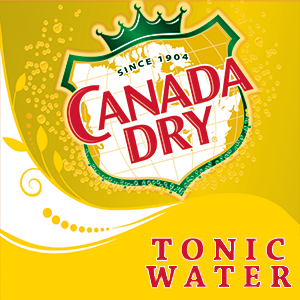 SINCE 1904
CANADA
DRY
TONIC
WATER